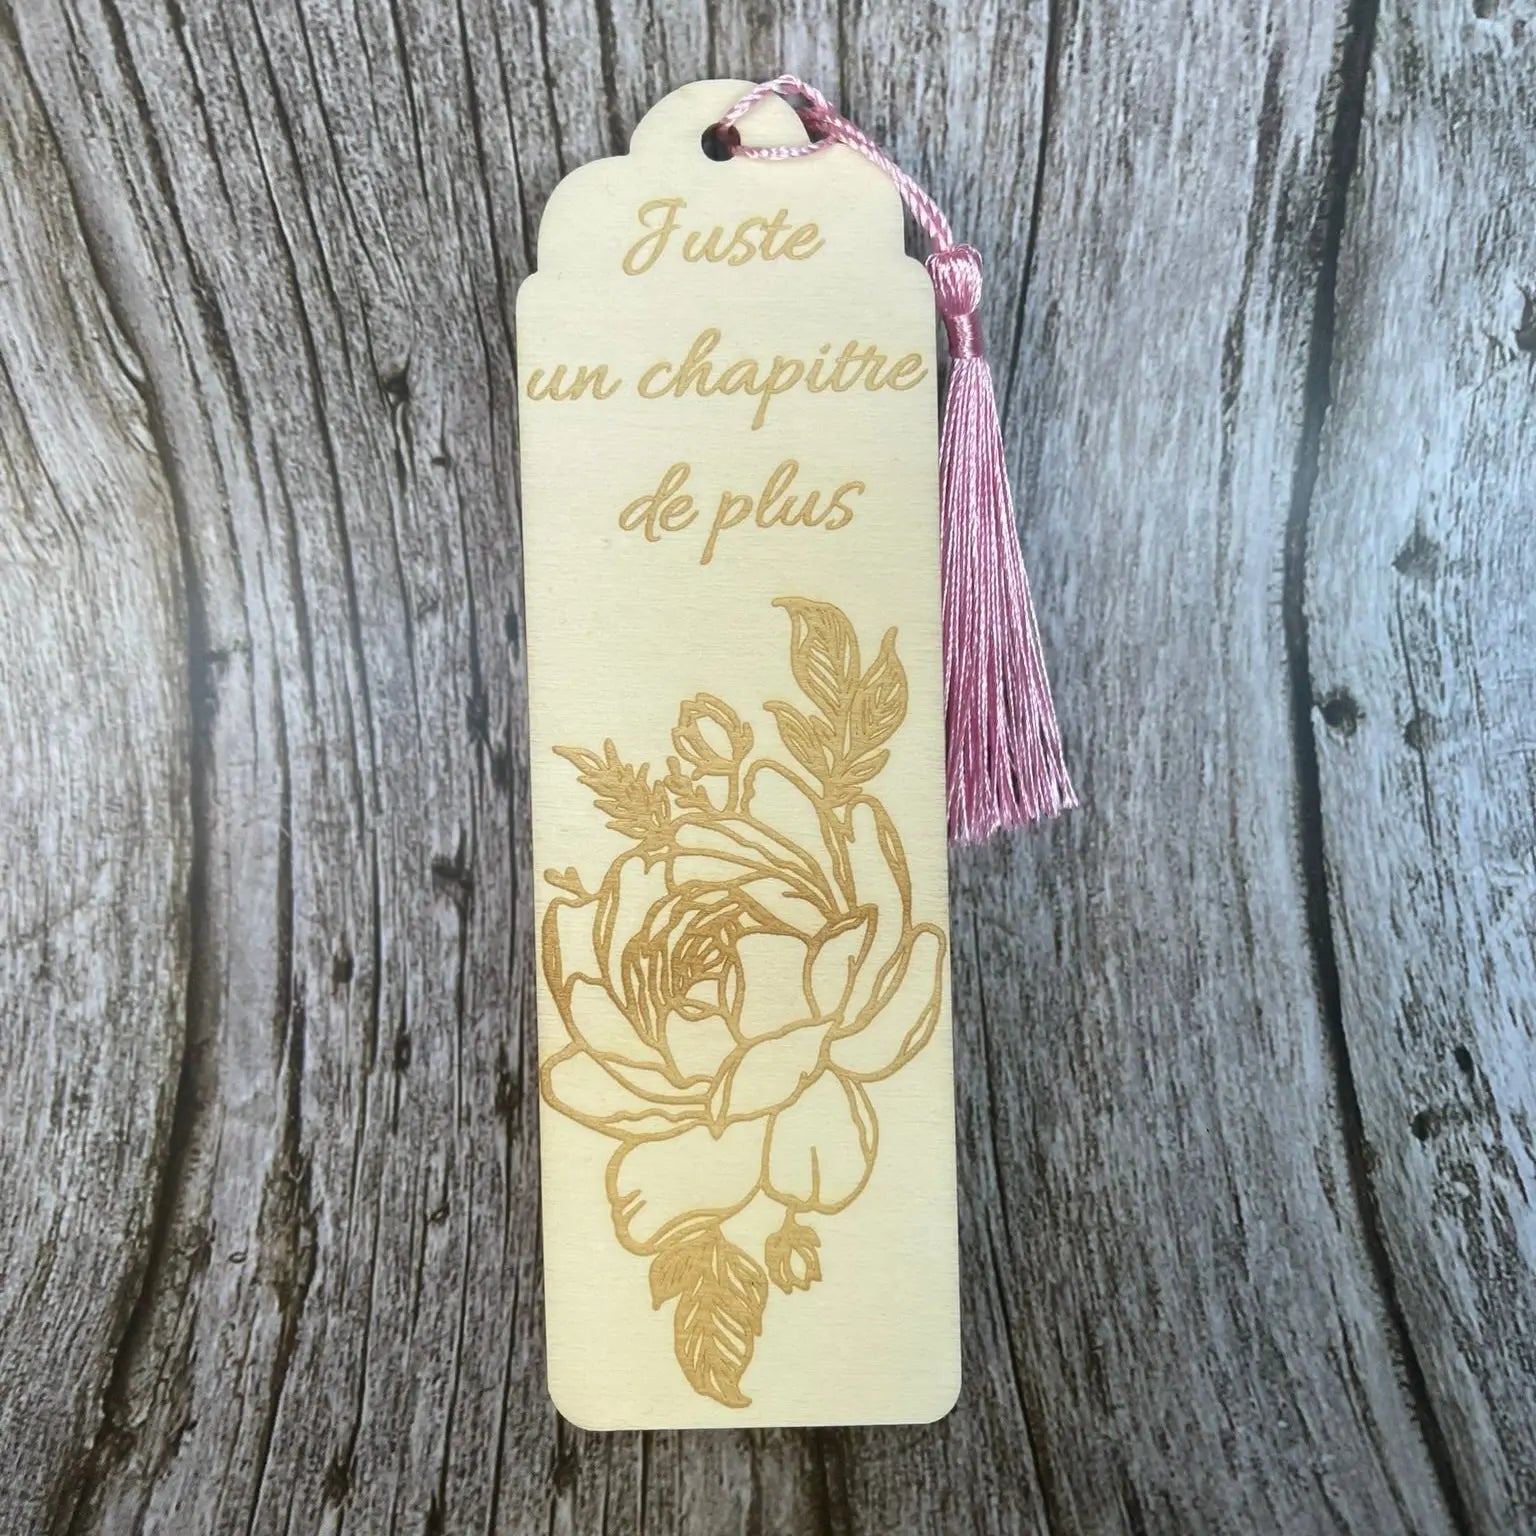 Juste
un chapitre
de plus